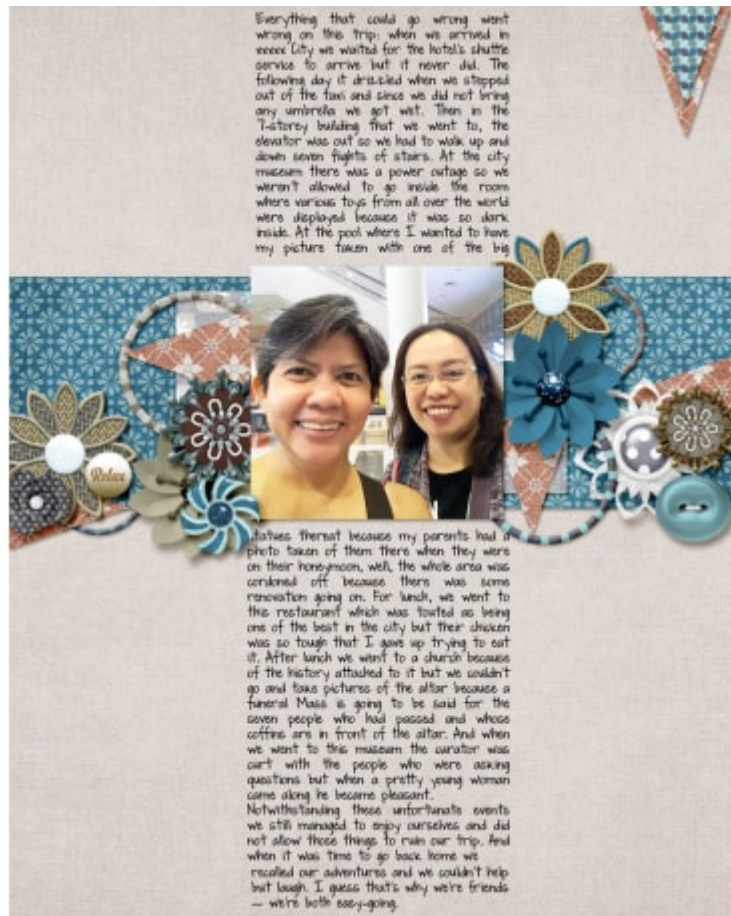 Everything that could go wrong went
wrong on this trip: when we arrived in
xxxxx City we waited for the hotel's shuttle
service to arrive but it never did. The
following day it drizzled when we stepped
out of the taxi and since we did not bring
any umbrella we got wet. Then in the
7-storey building that we went to, the
elevator was out so we had to walk up and
down seven flights of stairs. At the city
museum there was a power outage so we
weren't allowed to go inside the room
where various toys from all over the world
were displayed because it was so dark
inside. At the pool where I wanted to have
my picture taken with one of the big
Relax
statues thereat because my parents had a
photo taken of them there when they were
on their honeymoon, well, the whole area was
cordoned off because there was some
renovation going on. For lunch, we went to
this restaurant which was touted as being
one of the best in the city but their chicken
was so tough that I gave up trying to eat
it. After lunch we went to a church because
of the history attached to it but we couldn't
go and take pictures of the altar because a
funeral Mass is going to be said for the
seven people who had passed and whose
coffins are in front of the altar. And when
we went to this museum the curator was
curt with the people who were asking
questions but when a pretty young woman
came along he became pleasant.
Notwithstanding these unfortunate events
we still managed to enjoy ourselves and did
not allow those things to ruin our trip. And
when it was time to go back home we
recalled our adventures and we couldn't help
but laugh. I guess that's why we're friends
— we're both easy-going.